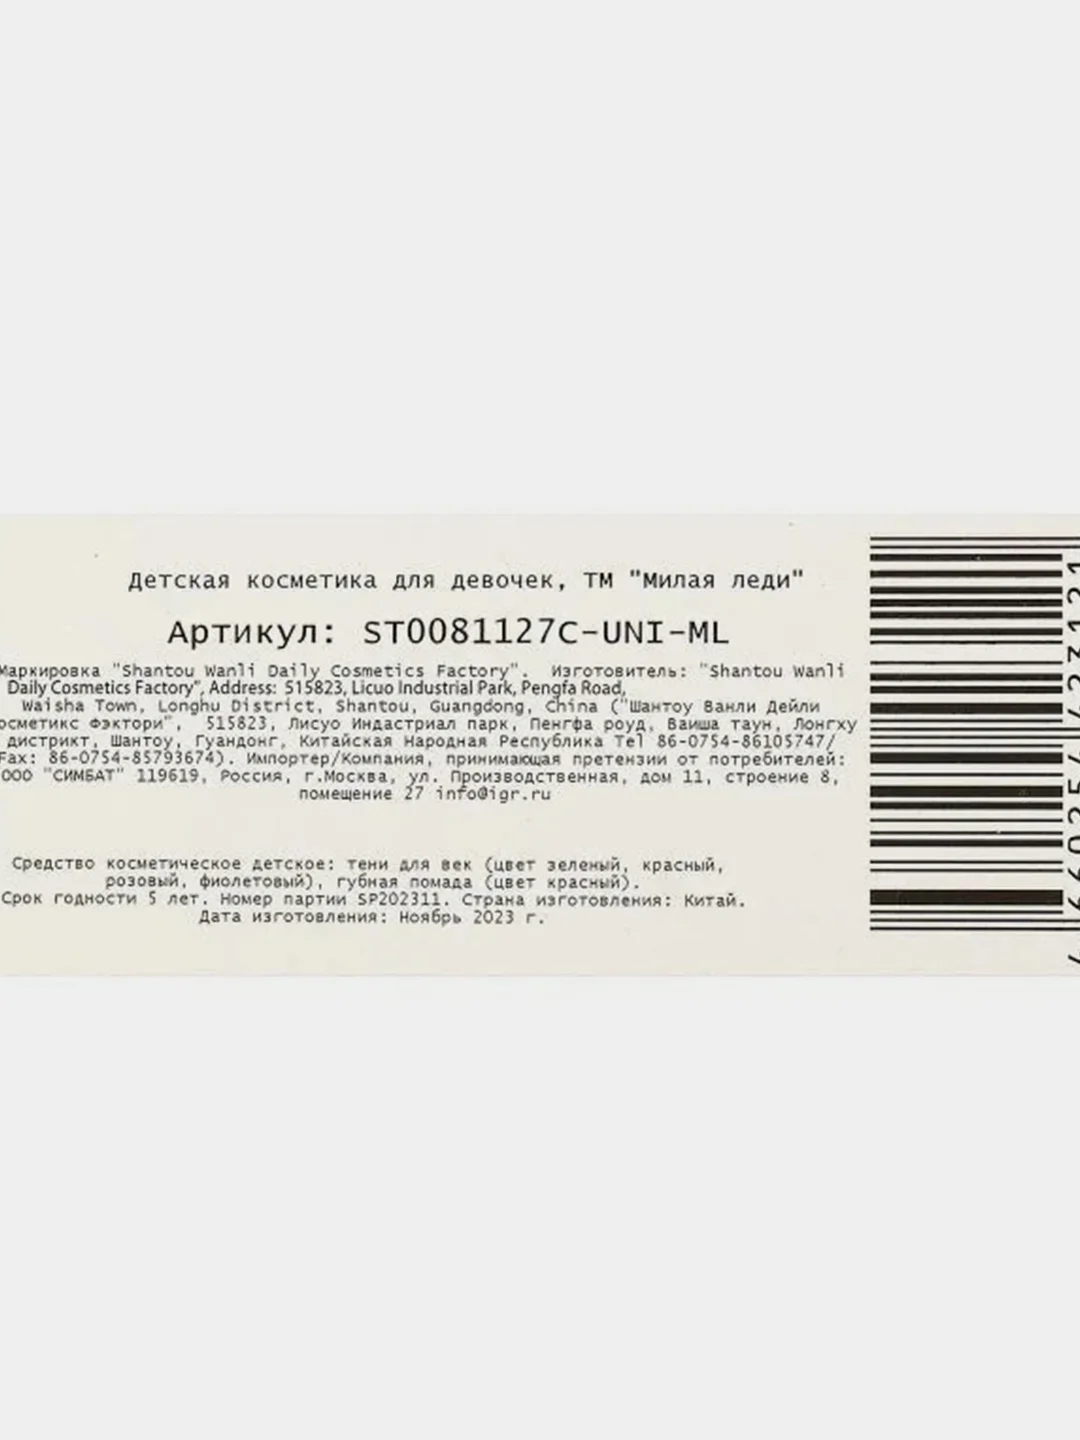 Детская косметика для девочек, ТМ "Милая леди"
Артикул: ST0081127C-UNI-ML
Маркировка "Shantou Wanli Daily Cosmetics Factory". Изготовитель: "Shantou Wanli
Daily Cosmetics Factory", Address: 515823, Licuo Industrial Park, Pengfa Road,
Waisha Town, Longhu District, Shantou, Guangdong, China ("Шантоу Ванли Дейли
осметикс Фэктори", 515823, Лисуо Индастриал парк, Пенгфа роуд, Ваиша таун, Лонгху
дистрикт, Шантоу, Гуандонг, Китайская Народная Республика Tel 86-0754-86105747/
Fax: 86-0754-85793674). Импортер/Компания, принимающая претензии от потребителей:
ООО "СИМБАТ" 119619, Россия, г.Москва, ул. Производственная, дом 11, строение 8,
помещение 27 info@igr.ru
Средство косметическое детское: тени для век (цвет зеленый, красный,
розовый, фиолетовый), губная помада (цвет красный).
Срок годности 5 лет. Номер партии SP202311. Страна изготовления: Китай.
Дата изготовления: Ноябрь 2023 г.